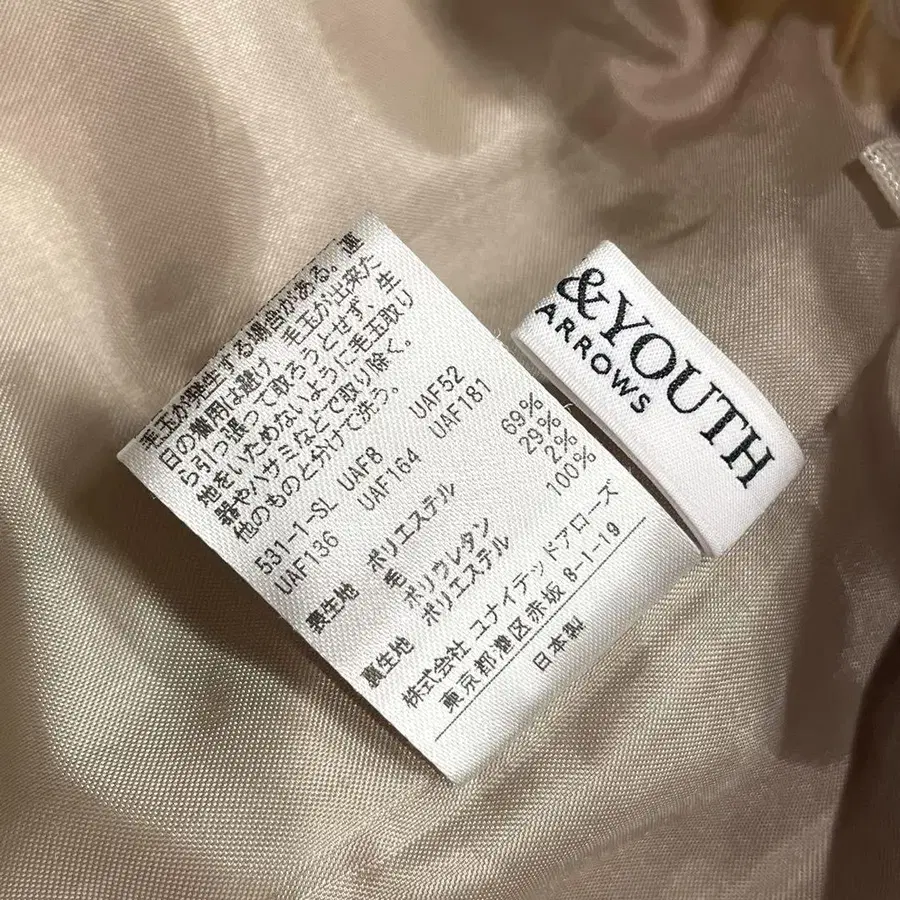 毛玉が発生する場合がある。連
日の着用は避け、毛玉が出来た
ら引っ張って取ろうとせず、生
地をいためないように毛玉取り
器やハサミなどで取り除く。
他のものと分けて洗う。
531-1-SL UAF8 UAF52
UAF136 UAF164 UAF181
表生地 ポリエステル 69%
毛 29%
ポリウレタン 2%
裏生地 ポリエステル 100%
株式会社 ユナイテッドアローズ
東京都港区赤坂 8-1-19
日本製
&YOUTH
ARROWS